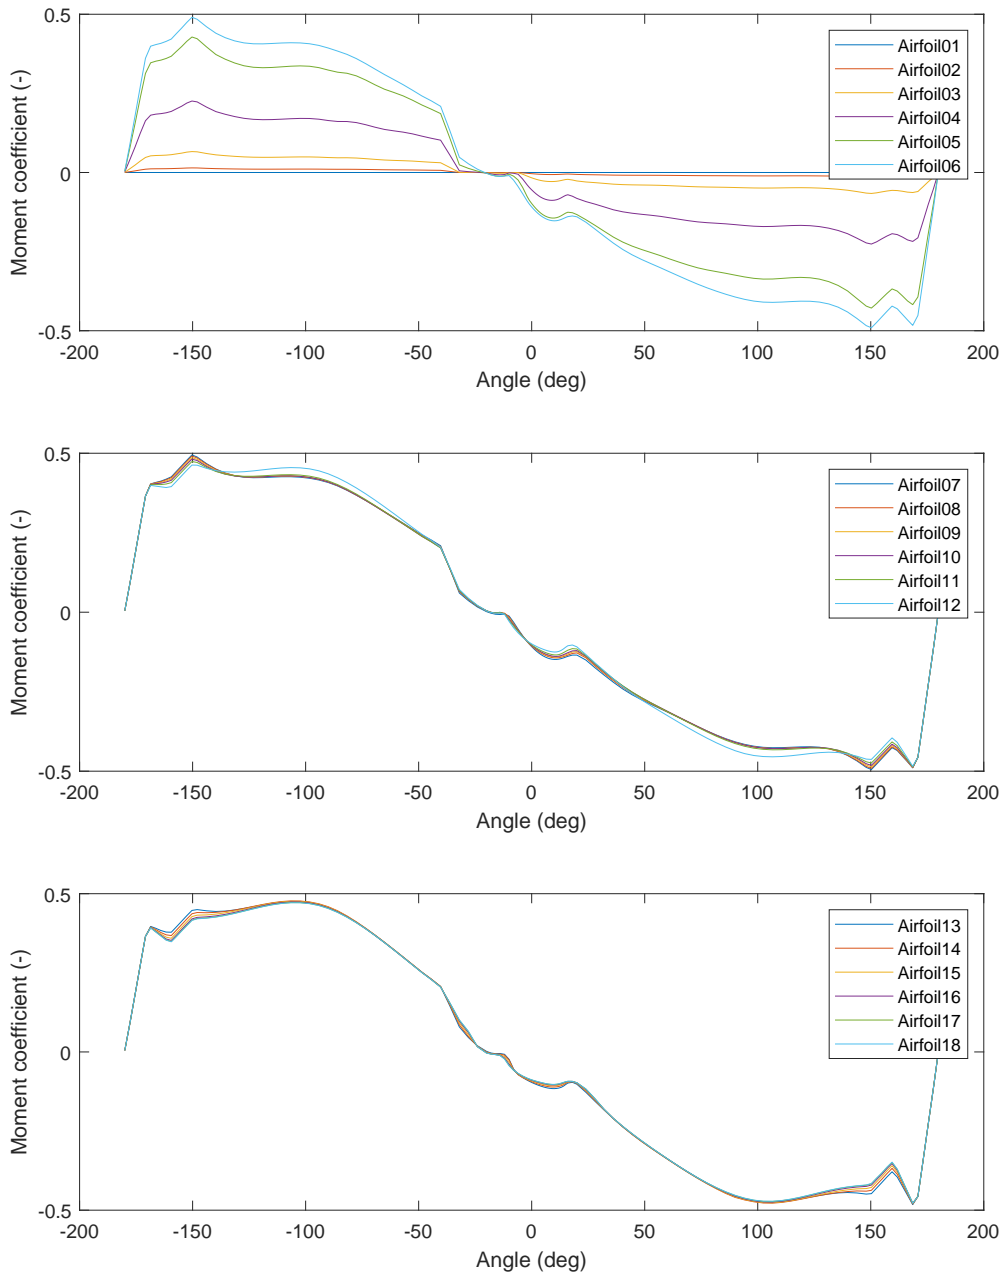 0.5
0
-0.5
Moment coefficient (-)
-200 -150 -100 -50 0 50 100 150 200
Angle (deg)
Airfoil01
Airfoil02
Airfoil03
Airfoil04
Airfoil05
Airfoil06
0.5
0
-0.5
Moment coefficient (-)
-200 -150 -100 -50 0 50 100 150 200
Angle (deg)
Airfoil07
Airfoil08
Airfoil09
Airfoil10
Airfoil11
Airfoil12
0.5
0
-0.5
Moment coefficient (-)
-200 -150 -100 -50 0 50 100 150 200
Angle (deg)
Airfoil13
Airfoil14
Airfoil15
Airfoil16
Airfoil17
Airfoil18